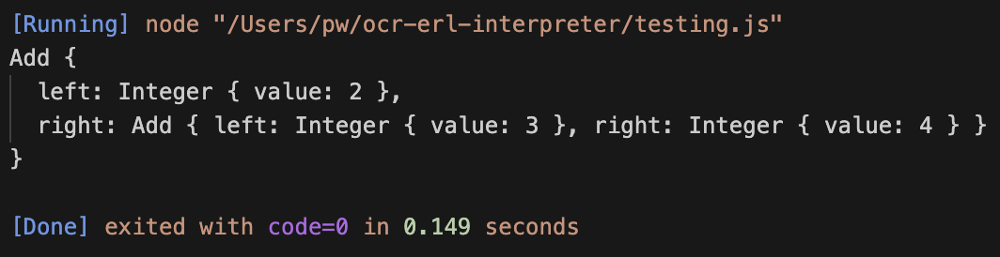 [Running] node "/Users/pw/ocr-erl-interpreter/testing.js"
Add {
  left: Integer { value: 2 },
  right: Add { left: Integer { value: 3 }, right: Integer { value: 4 } }
}

[Done] exited with code=0 in 0.149 seconds